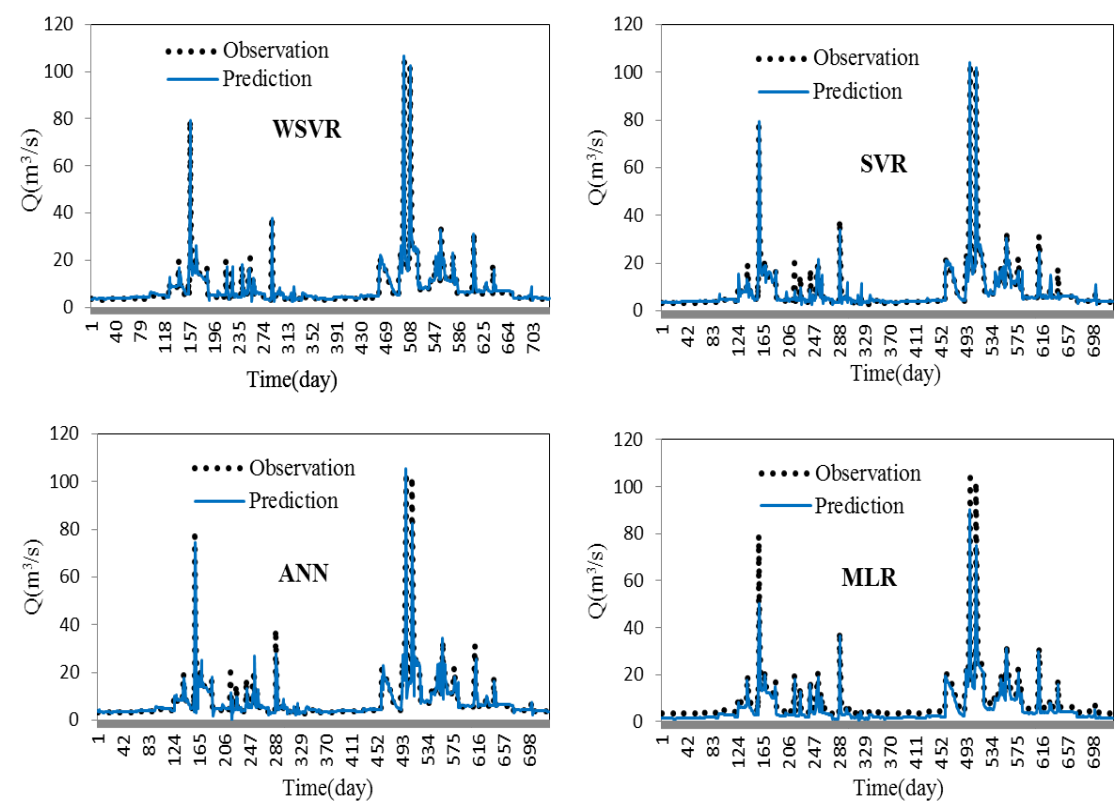 120
100
80
60
40
20
0
Q(m³/s)
Observation
Prediction
WSVR
1 40 79 118 157 196 235 274 313 352 391 430 469 508 547 586 625 664 703
Time(day)
120
100
80
60
40
20
0
Q(m³/s)
Observation
Prediction
SVR
1 42 83 124 165 206 247 288 329 370 411 452 493 534 575 616 657 698
Time(day)
120
100
80
60
40
20
0
Q(m³/s)
Observation
Prediction
ANN
1 42 83 124 165 206 247 288 329 370 411 452 493 534 575 616 657 698
Time(day)
120
100
80
60
40
20
0
Q(m³/s)
Observation
Prediction
MLR
1 42 83 124 165 206 247 288 329 370 411 452 493 534 575 616 657 698
Time(day)